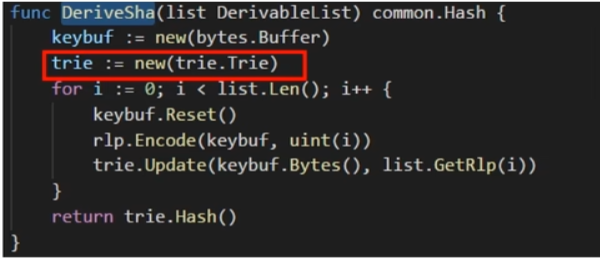 func DeriveSha(list DerivableList) common.Hash {
    keybuf := new(bytes.Buffer)
    trie := new(trie.Trie)
    for i := 0; i < list.Len(); i++ {
        keybuf.Reset()
        rlp.Encode(keybuf, uint(i))
        trie.Update(keybuf.Bytes(), list.GetRlp(i))
    }
    return trie.Hash()
}